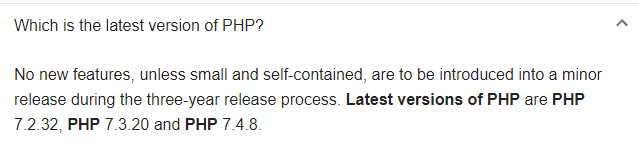 Which is the latest version of PHP?
No new features, unless small and self-contained, are to be introduced into a minor
release during the three-year release process. Latest versions of PHP are PHP
7.2.32, PHP 7.3.20 and PHP 7.4.8.